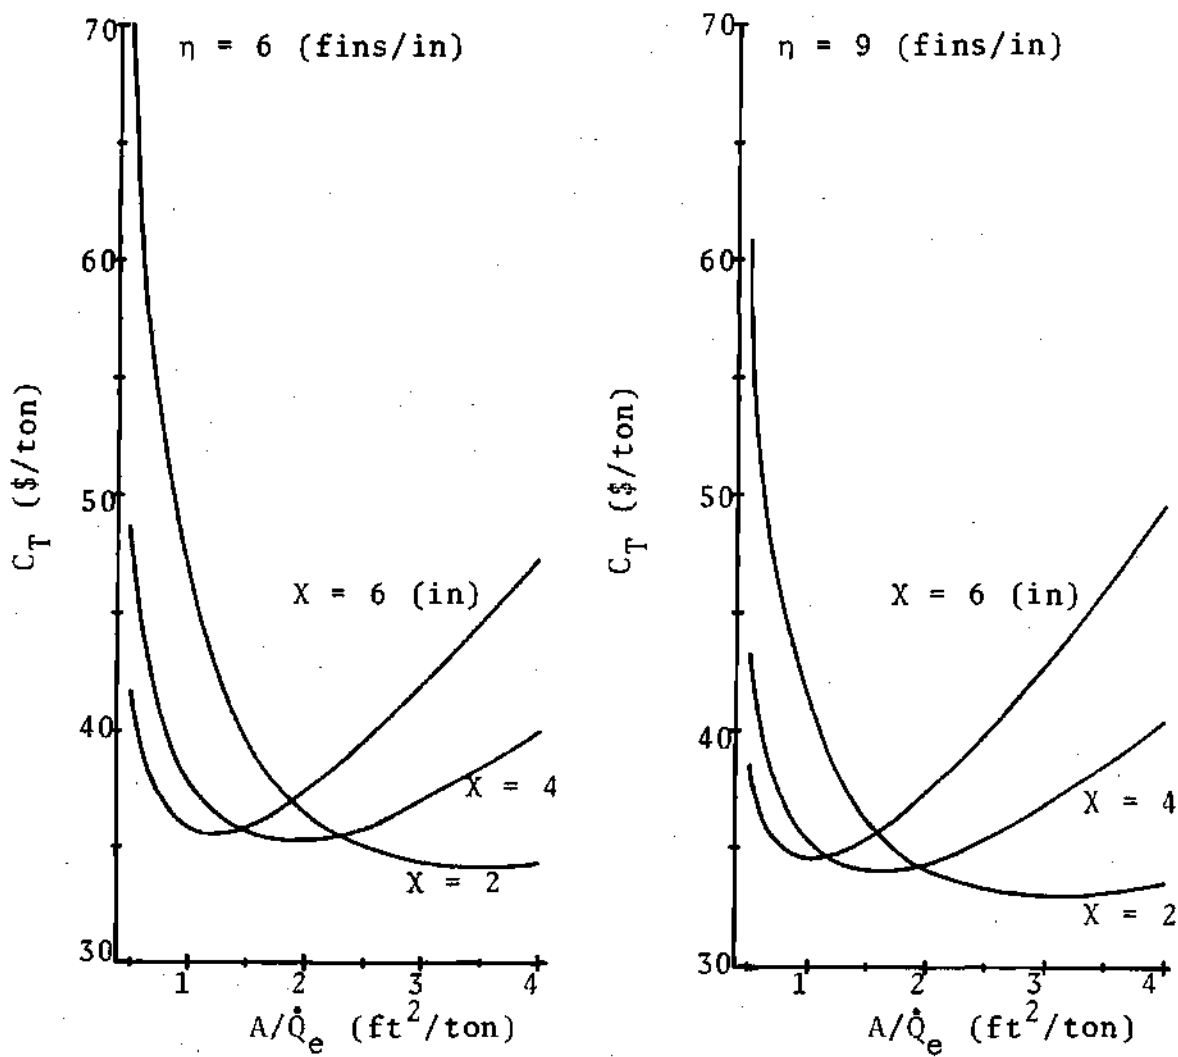 η = 6 (fins/in)
70
60
50
40
30
C_T ($/ton)
X = 6 (in)
X = 4
X = 2
1 2 3 4
A/Q̇_e (ft²/ton)
η = 9 (fins/in)
70
60
50
40
30
C_T ($/ton)
X = 6 (in)
X = 4
X = 2
1 2 3 4
A/Q̇_e (ft²/ton)